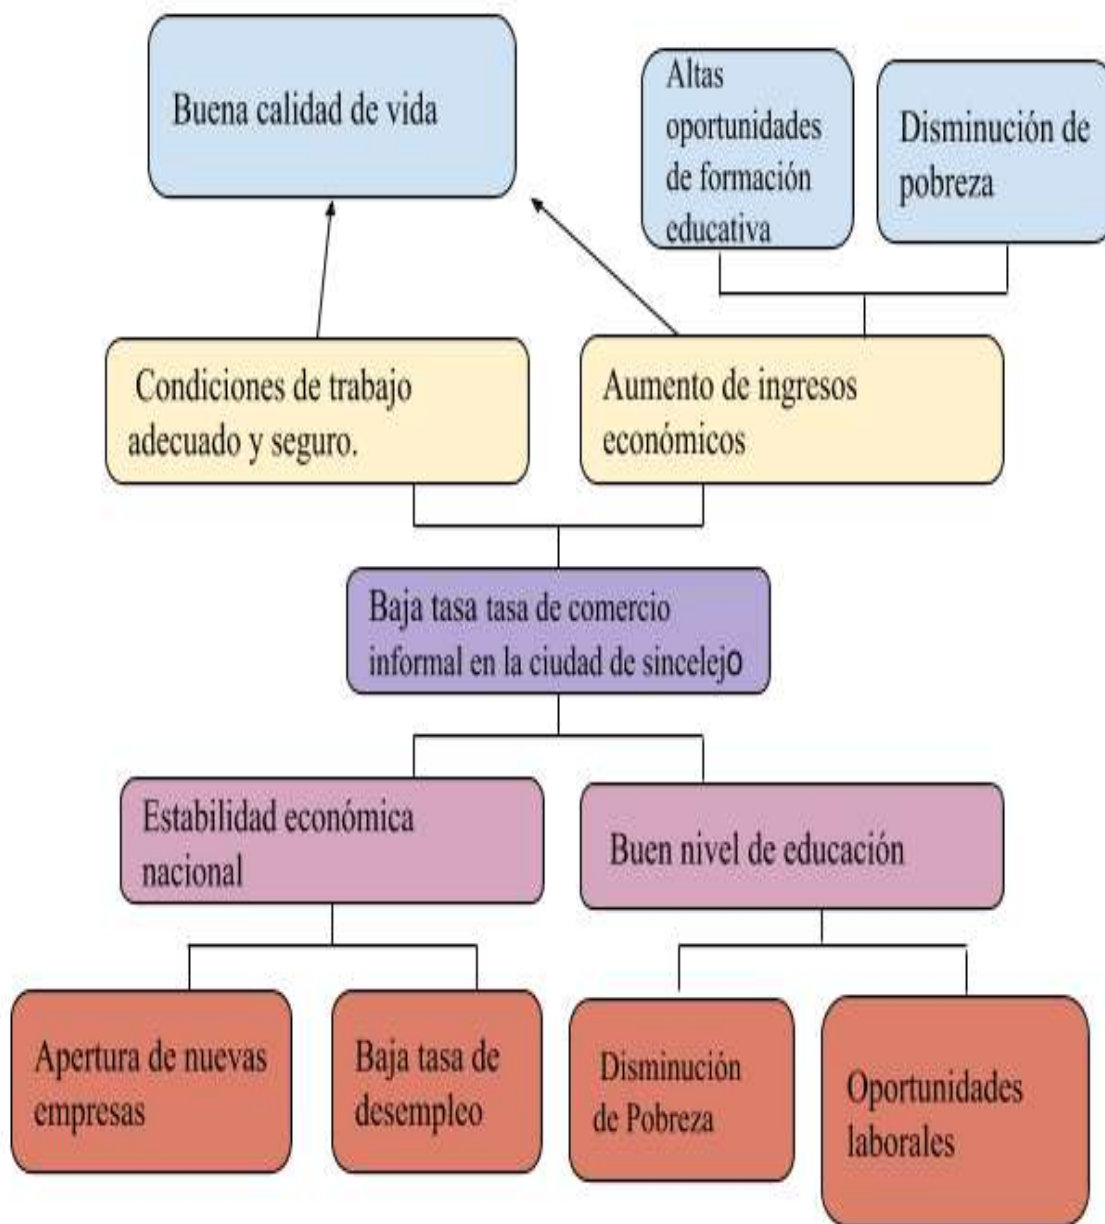 Buena calidad de vida
Altas
oportunidades
de formación
educativa
Disminución de
pobreza
Condiciones de trabajo
adecuado y seguro.
Aumento de ingresos
económicos
Baja tasa tasa de comercio
informal en la ciudad de sincelejo
Estabilidad económica
nacional
Buen nivel de educación
Apertura de nuevas
empresas
Baja tasa de
desempleo
Disminución
de Pobreza
Oportunidades
laborales